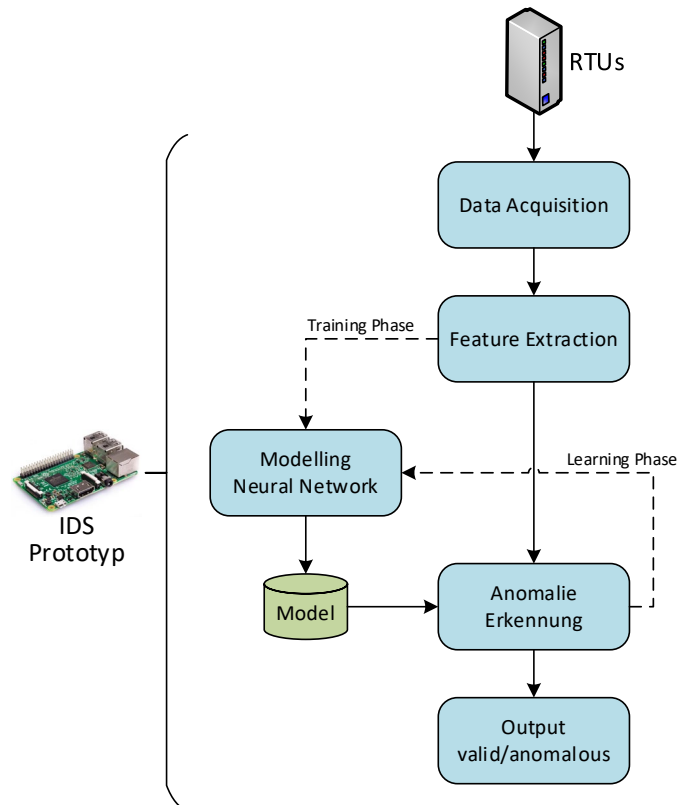 RTUs
Data Acquisition
Training Phase
Feature Extraction
Modelling
Neural Network
Learning Phase
IDS
Prototyp
Model
Anomalie
Erkennung
Output
valid/anomalous